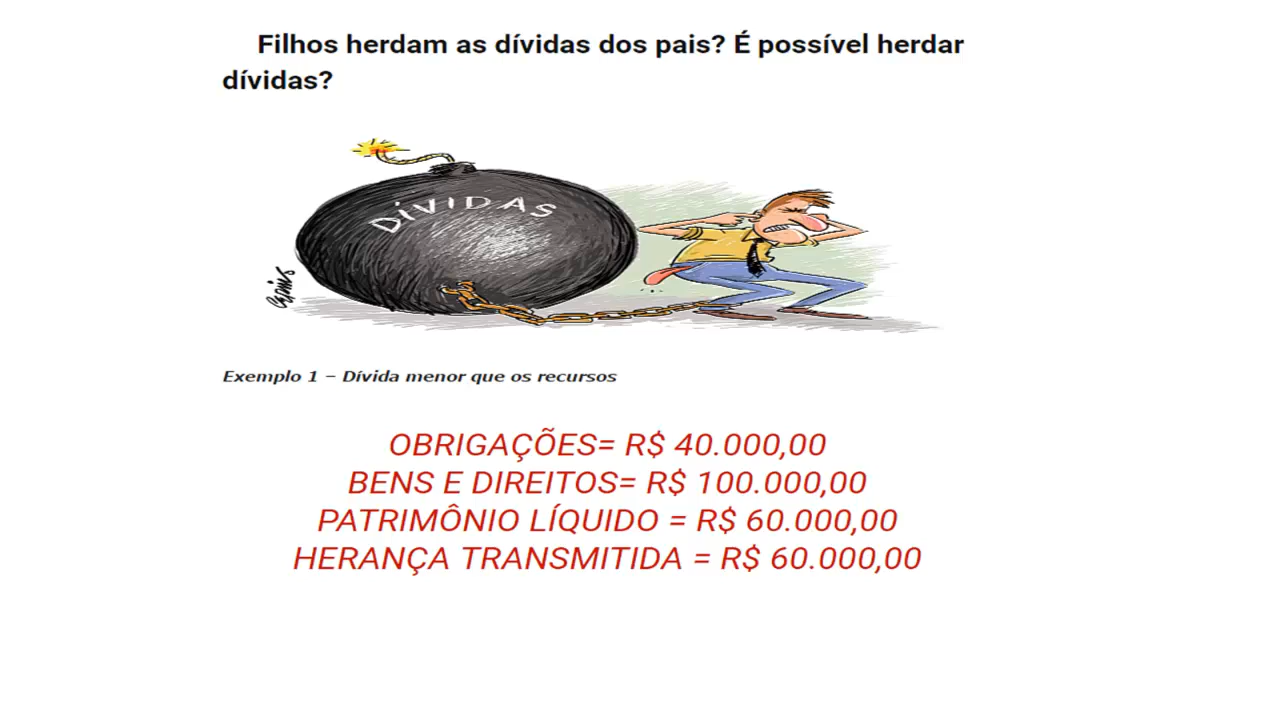 Filhos herdam as dívidas dos pais? É possível herdar
dívidas?
DÍVIDAS
Exemplo 1 – Dívida menor que os recursos
OBRIGAÇÕES= R$ 40.000,00
BENS E DIREITOS= R$ 100.000,00
PATRIMÔNIO LÍQUIDO = R$ 60.000,00
HERANÇA TRANSMITIDA = R$ 60.000,00